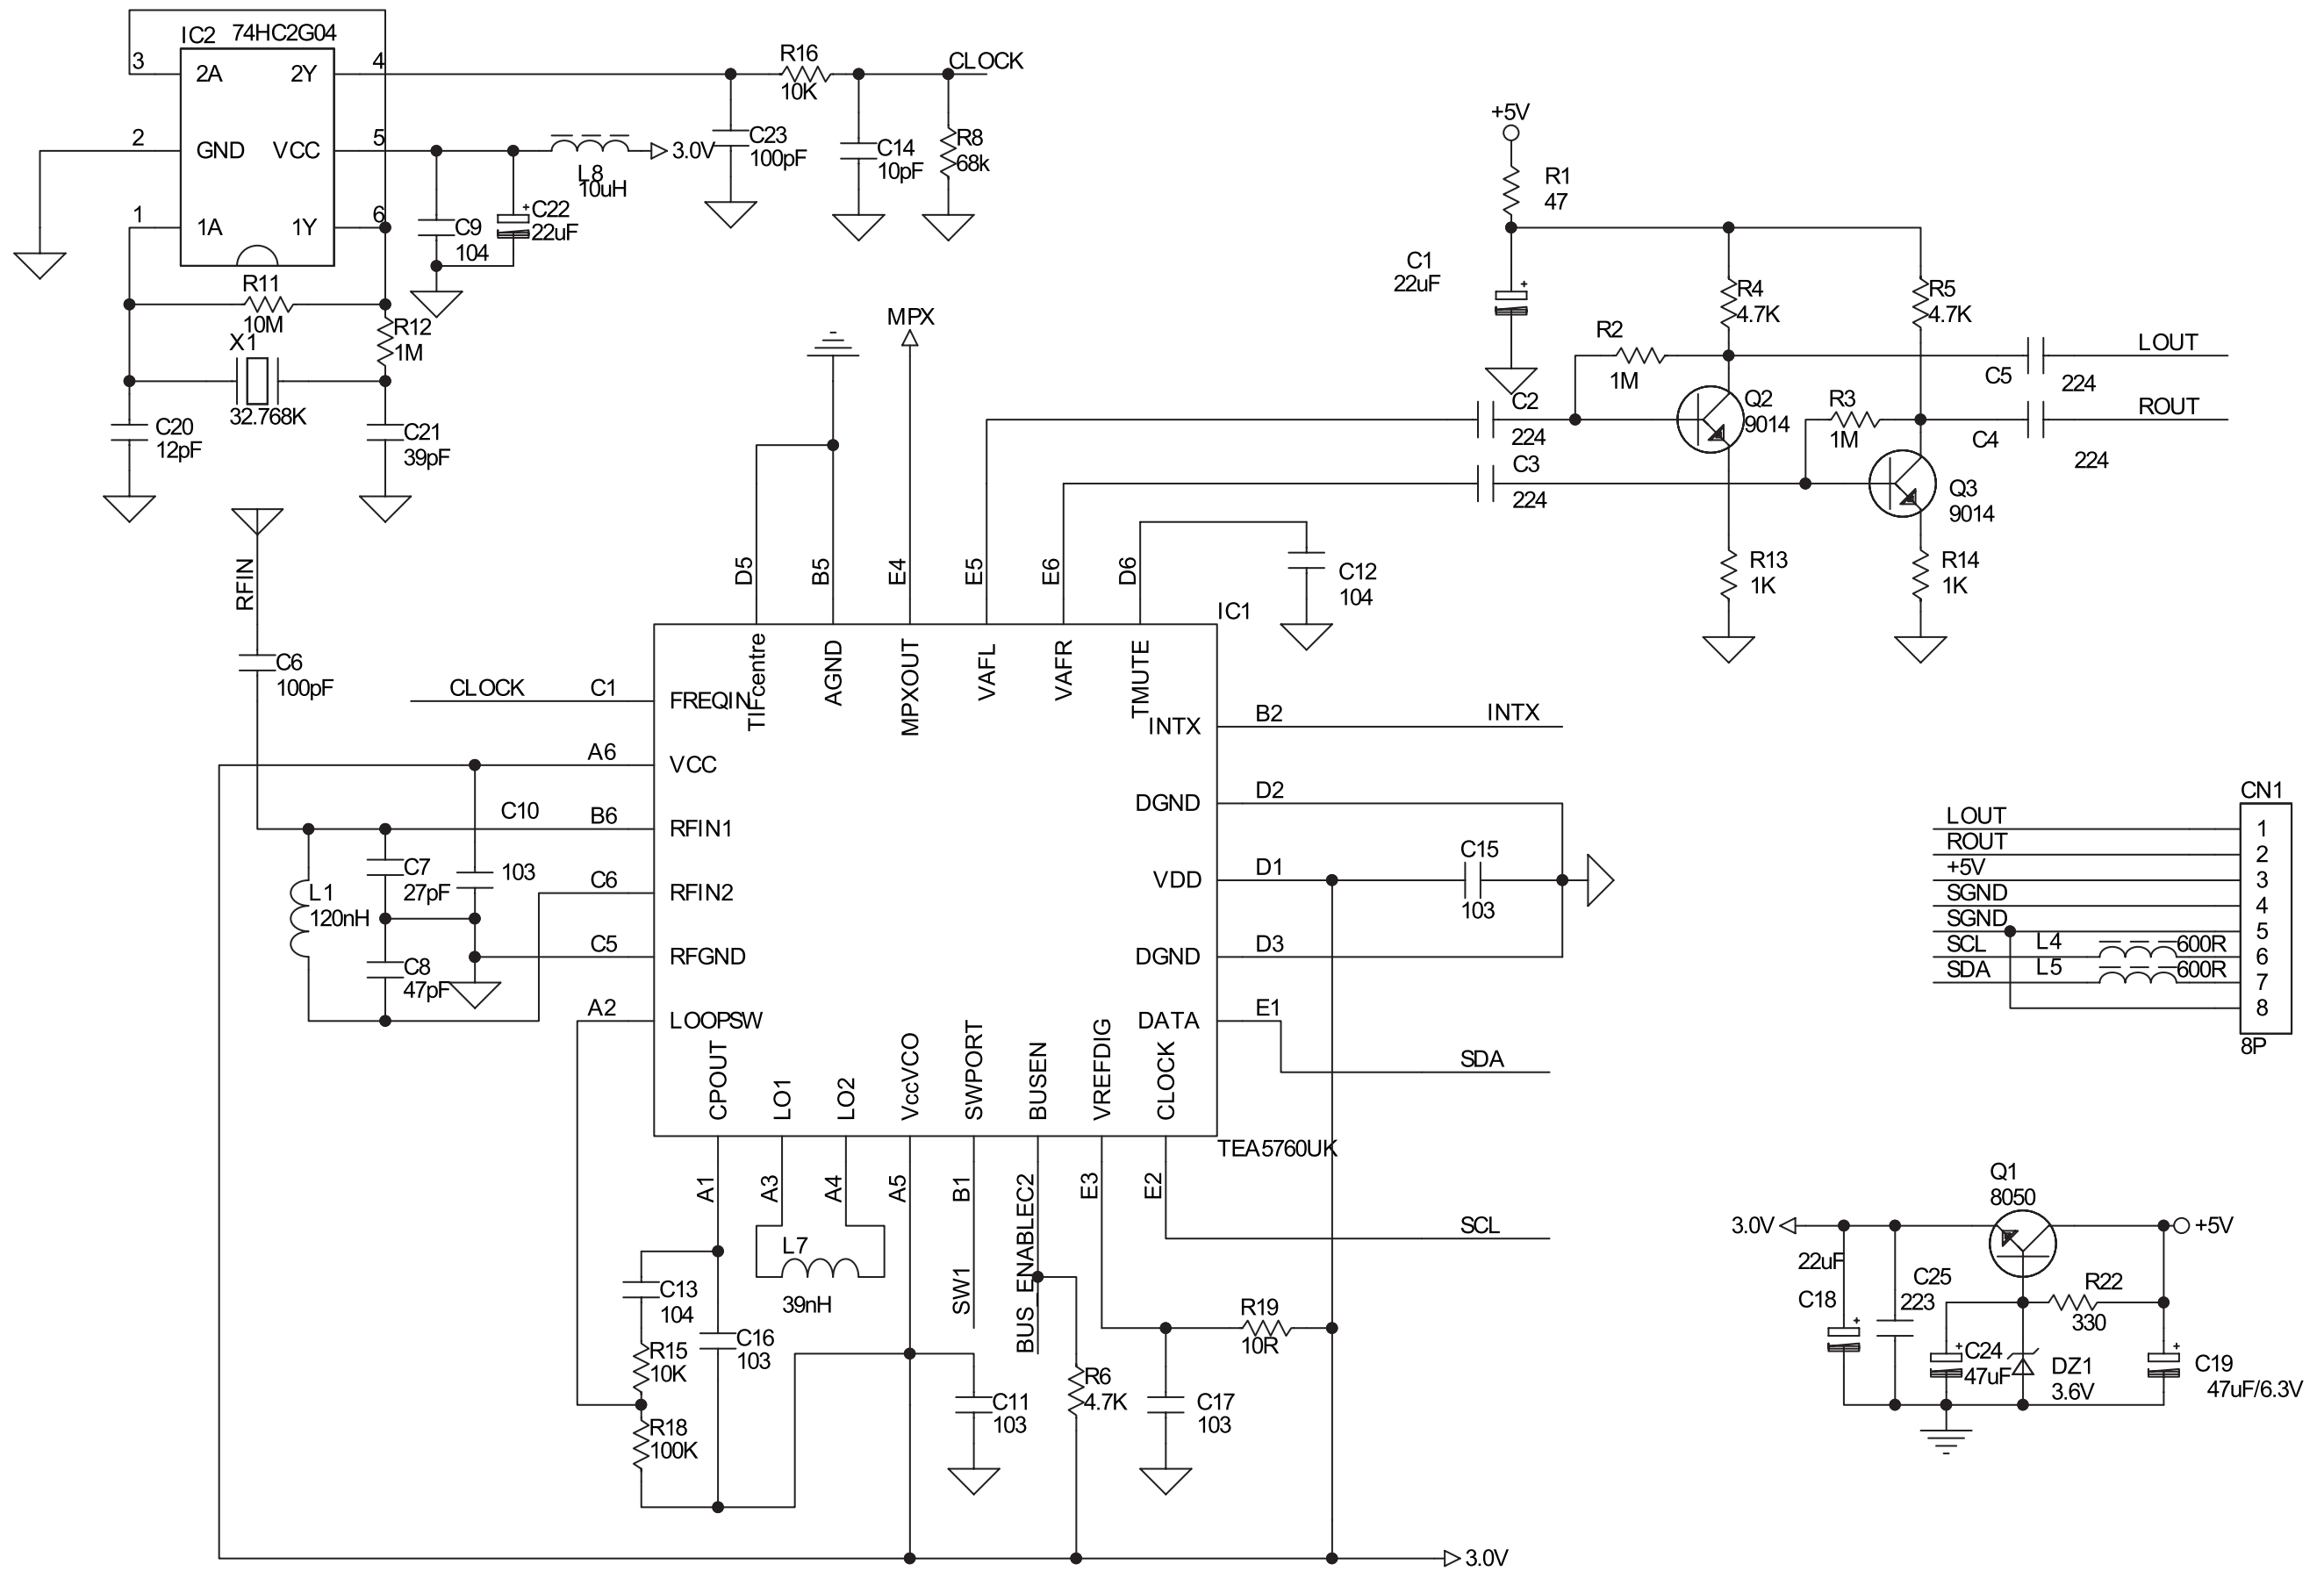 IC2 74HC2G04
3 2A 2Y 4
2 GND VCC 5
1 1A 1Y 6
R16
10K
CLOCK
C23
100pF
C14
10pF
R8
68k
L8
10uH
3.0V
C9
104
+ C22
22uF
R11
10M
X1
32.768K
R12
1M
C20
12pF
C21
39pF
RFIN
C6
100pF
+5V
R1
47
C1
22uF
+
R4
4.7K
R5
4.7K
R2
1M
R3
1M
C2
224
C3
224
Q2
9014
Q3
9014
C5
224
LOUT
C4
224
ROUT
R13
1K
R14
1K
MPX
D5
B5
E4
E5
E6
D6
C12
104
IC1
TIFcentre
AGND
MPXOUT
VAFL
VAFR
TMUTE
CLOCK C1 FREQIN
A6 VCC
B6 RFIN1
C6 RFIN2
C5 RFGND
A2 LOOPSW
C10
103
C7
27pF
C8
47pF
L1
120nH
INTX B2 INTX
DGND D2
VDD D1
DGND D3
DATA E1
SDA
C15
103
CPOUT
LO1
LO2
VccVCO
SWPORT
BUSEN
VREFDIG
CLOCK
TEA5760UK
A1
A3
A4
A5
B1
BUS_ENABLEC2
E3
E2
SW1
SCL
L7
39nH
C13
104
R15
10K
R18
100K
C16
103
C11
103
R6
4.7K
R19
10R
C17
103
3.0V
CN1
LOUT 1
ROUT 2
+5V 3
SGND 4
SGND 5
SCL L4 600R 6
SDA L5 600R 7
8
8P
Q1
8050
3.0V
+5V
22uF
C18
+
C25
223
R22
330
+ C24
47uF
DZ1
3.6V
+
C19
47uF/6.3V